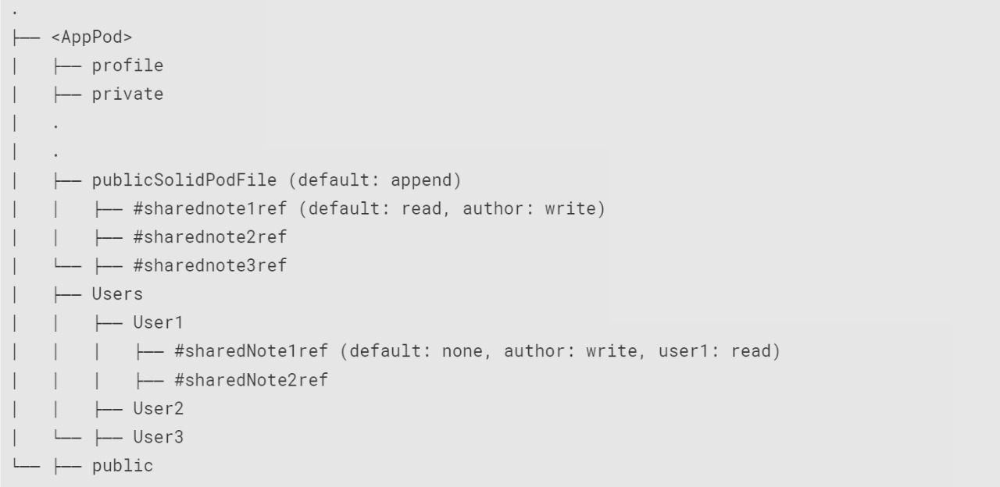 .
├── <AppPod>
│   ├── profile
│   ├── private
│   .
│   .
│   ├── publicSolidPodFile (default: append)
│   │   ├── #sharednote1ref (default: read, author: write)
│   │   ├── #sharednote2ref
│   └── ├── #sharednote3ref
│   ├── Users
│   │   ├── User1
│   │   │   ├── #sharedNote1ref (default: none, author: write, user1: read)
│   │   │   ├── #sharedNote2ref
│   │   ├── User2
│   └── ├── User3
└── ├── public